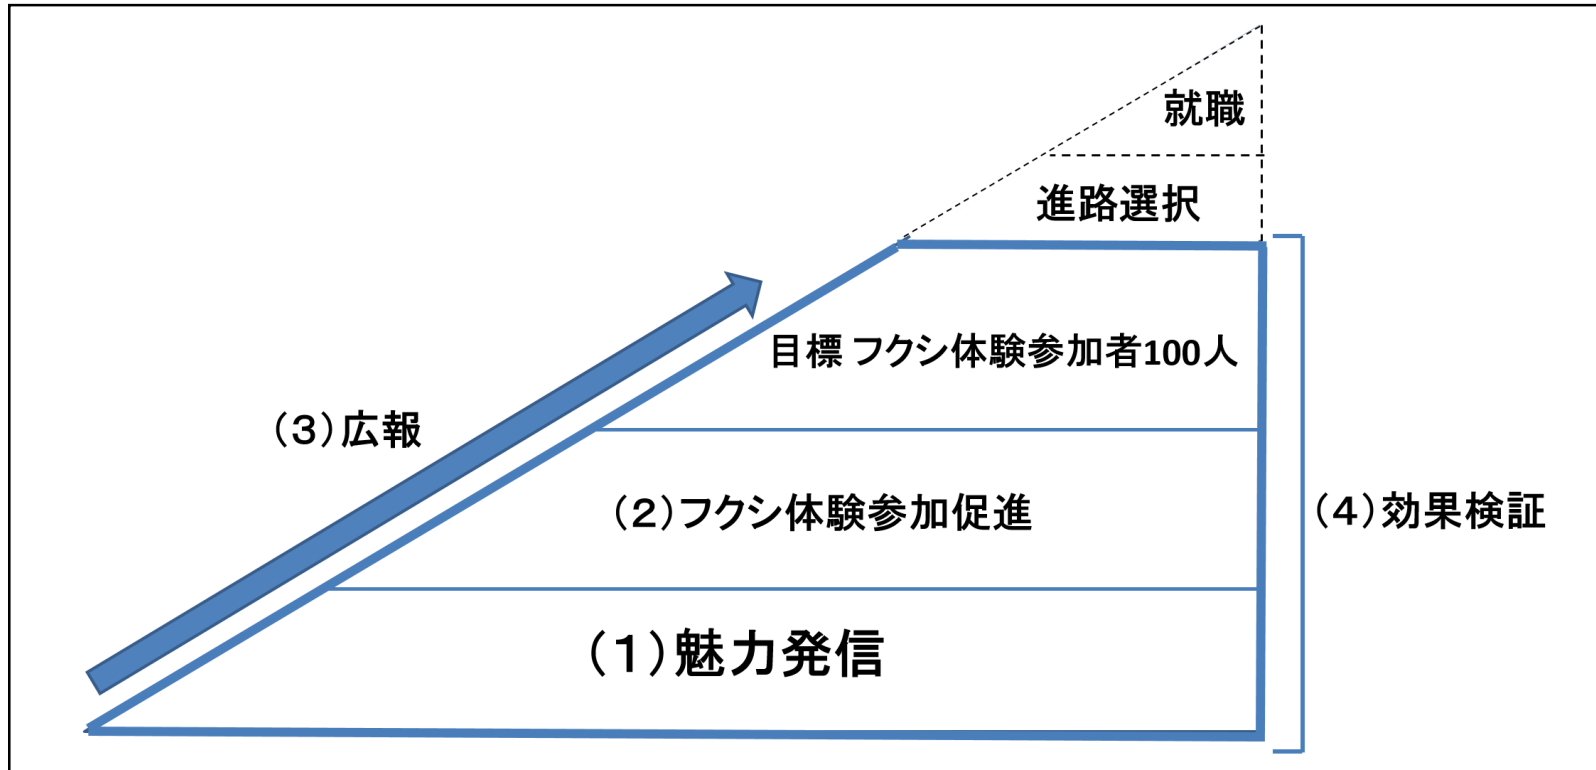 就職
進路選択
目標 フクシ体験参加者100人
（３）広報
（２）フクシ体験参加促進
（４）効果検証
（１）魅力発信